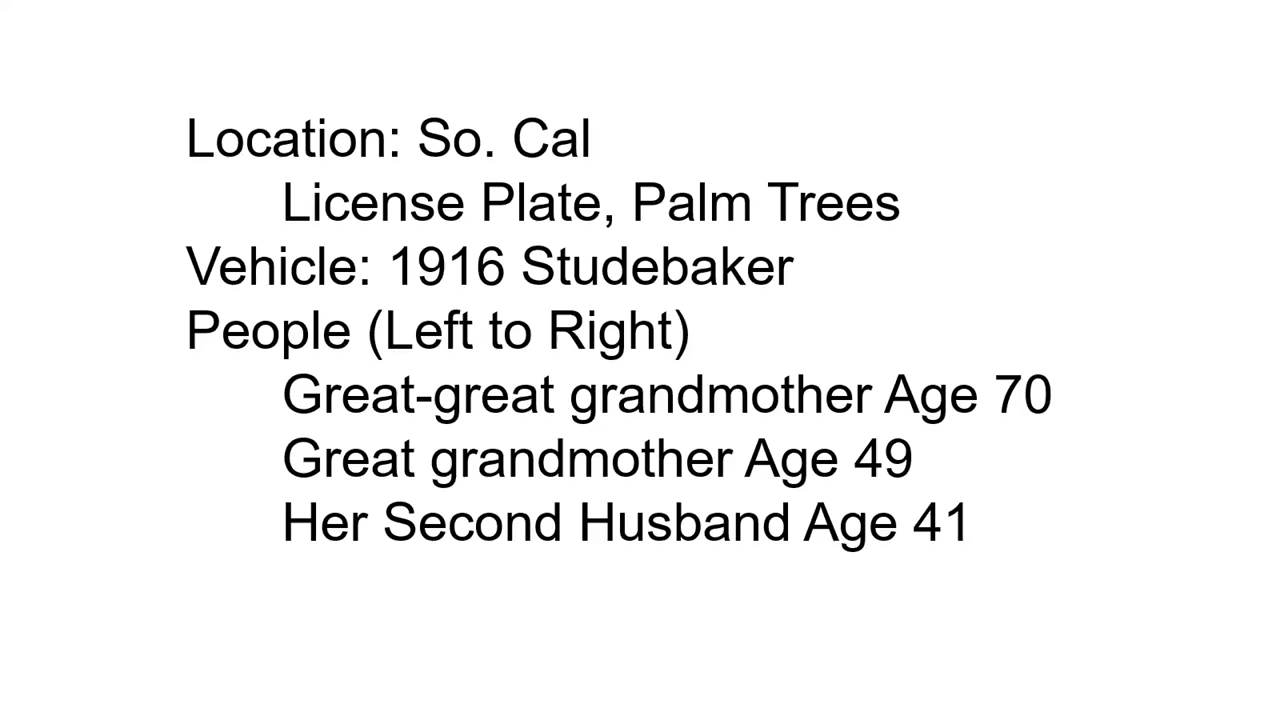 Location: So. Cal
License Plate, Palm Trees
Vehicle: 1916 Studebaker
People (Left to Right)
Great-great grandmother Age 70
Great grandmother Age 49
Her Second Husband Age 41